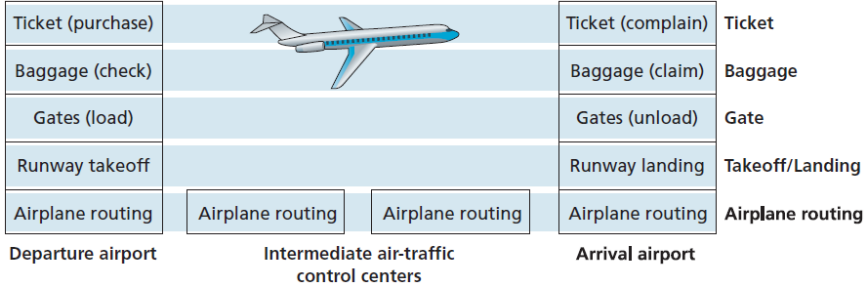 Ticket (purchase) Ticket (complain) Ticket
Baggage (check) Baggage (claim) Baggage
Gates (load) Gates (unload) Gate
Runway takeoff Runway landing Takeoff/Landing
Airplane routing Airplane routing Airplane routing Airplane routing Airplane routing
Departure airport Intermediate air-traffic Arrival airport
control centers